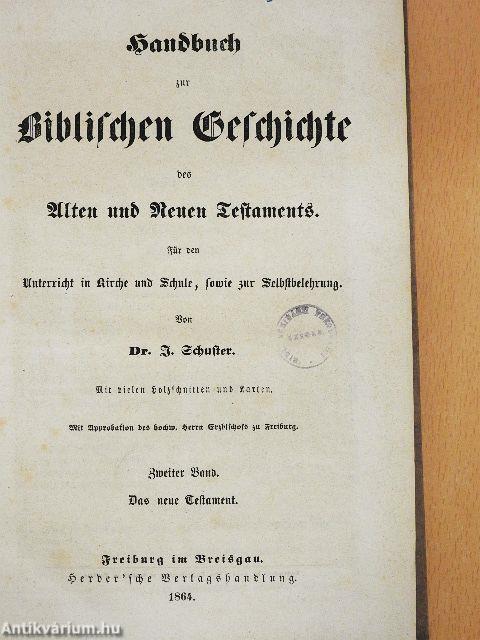 Handbuch
zur
Biblischen Geschichte
des
Alten und Neuen Testaments.
Für den
Unterricht in Kirche und Schule, sowie zur Selbstbelehrung.
Von
Dr. J. Schuster.
Mit vielen Holzschnitten und Karten.
Mit Approbation des hochw. Herrn Erzbischofs zu Freiburg.
Zweiter Band.
Das neue Testament.
Freiburg im Breisgau.
Herder'sche Verlagshandlung.
1864.
Antikvárium.hu